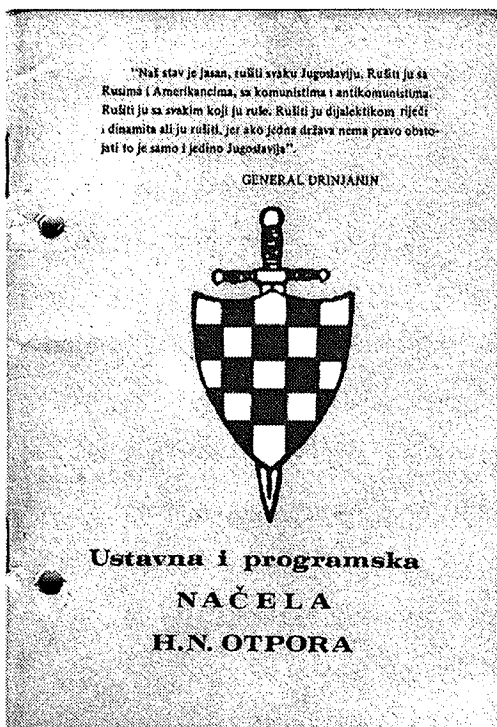 "Naš stav je jasan, rušiti svaku Jugoslaviju. Rušiti ju sa
Rusima i Amerikancima, sa komunistima i antikomunistima.
Rušiti ju sa svakim koji ju ruše. Rušiti ju dijalektikom riječi
i dinamita ali ju rušiti, jer ako jedna država nema pravo obsto-
jati to je samo i jedino Jugoslavija".
GENERAL DRINJANIN
Ustavna i programska
NAČELA
H.N. OTPORA